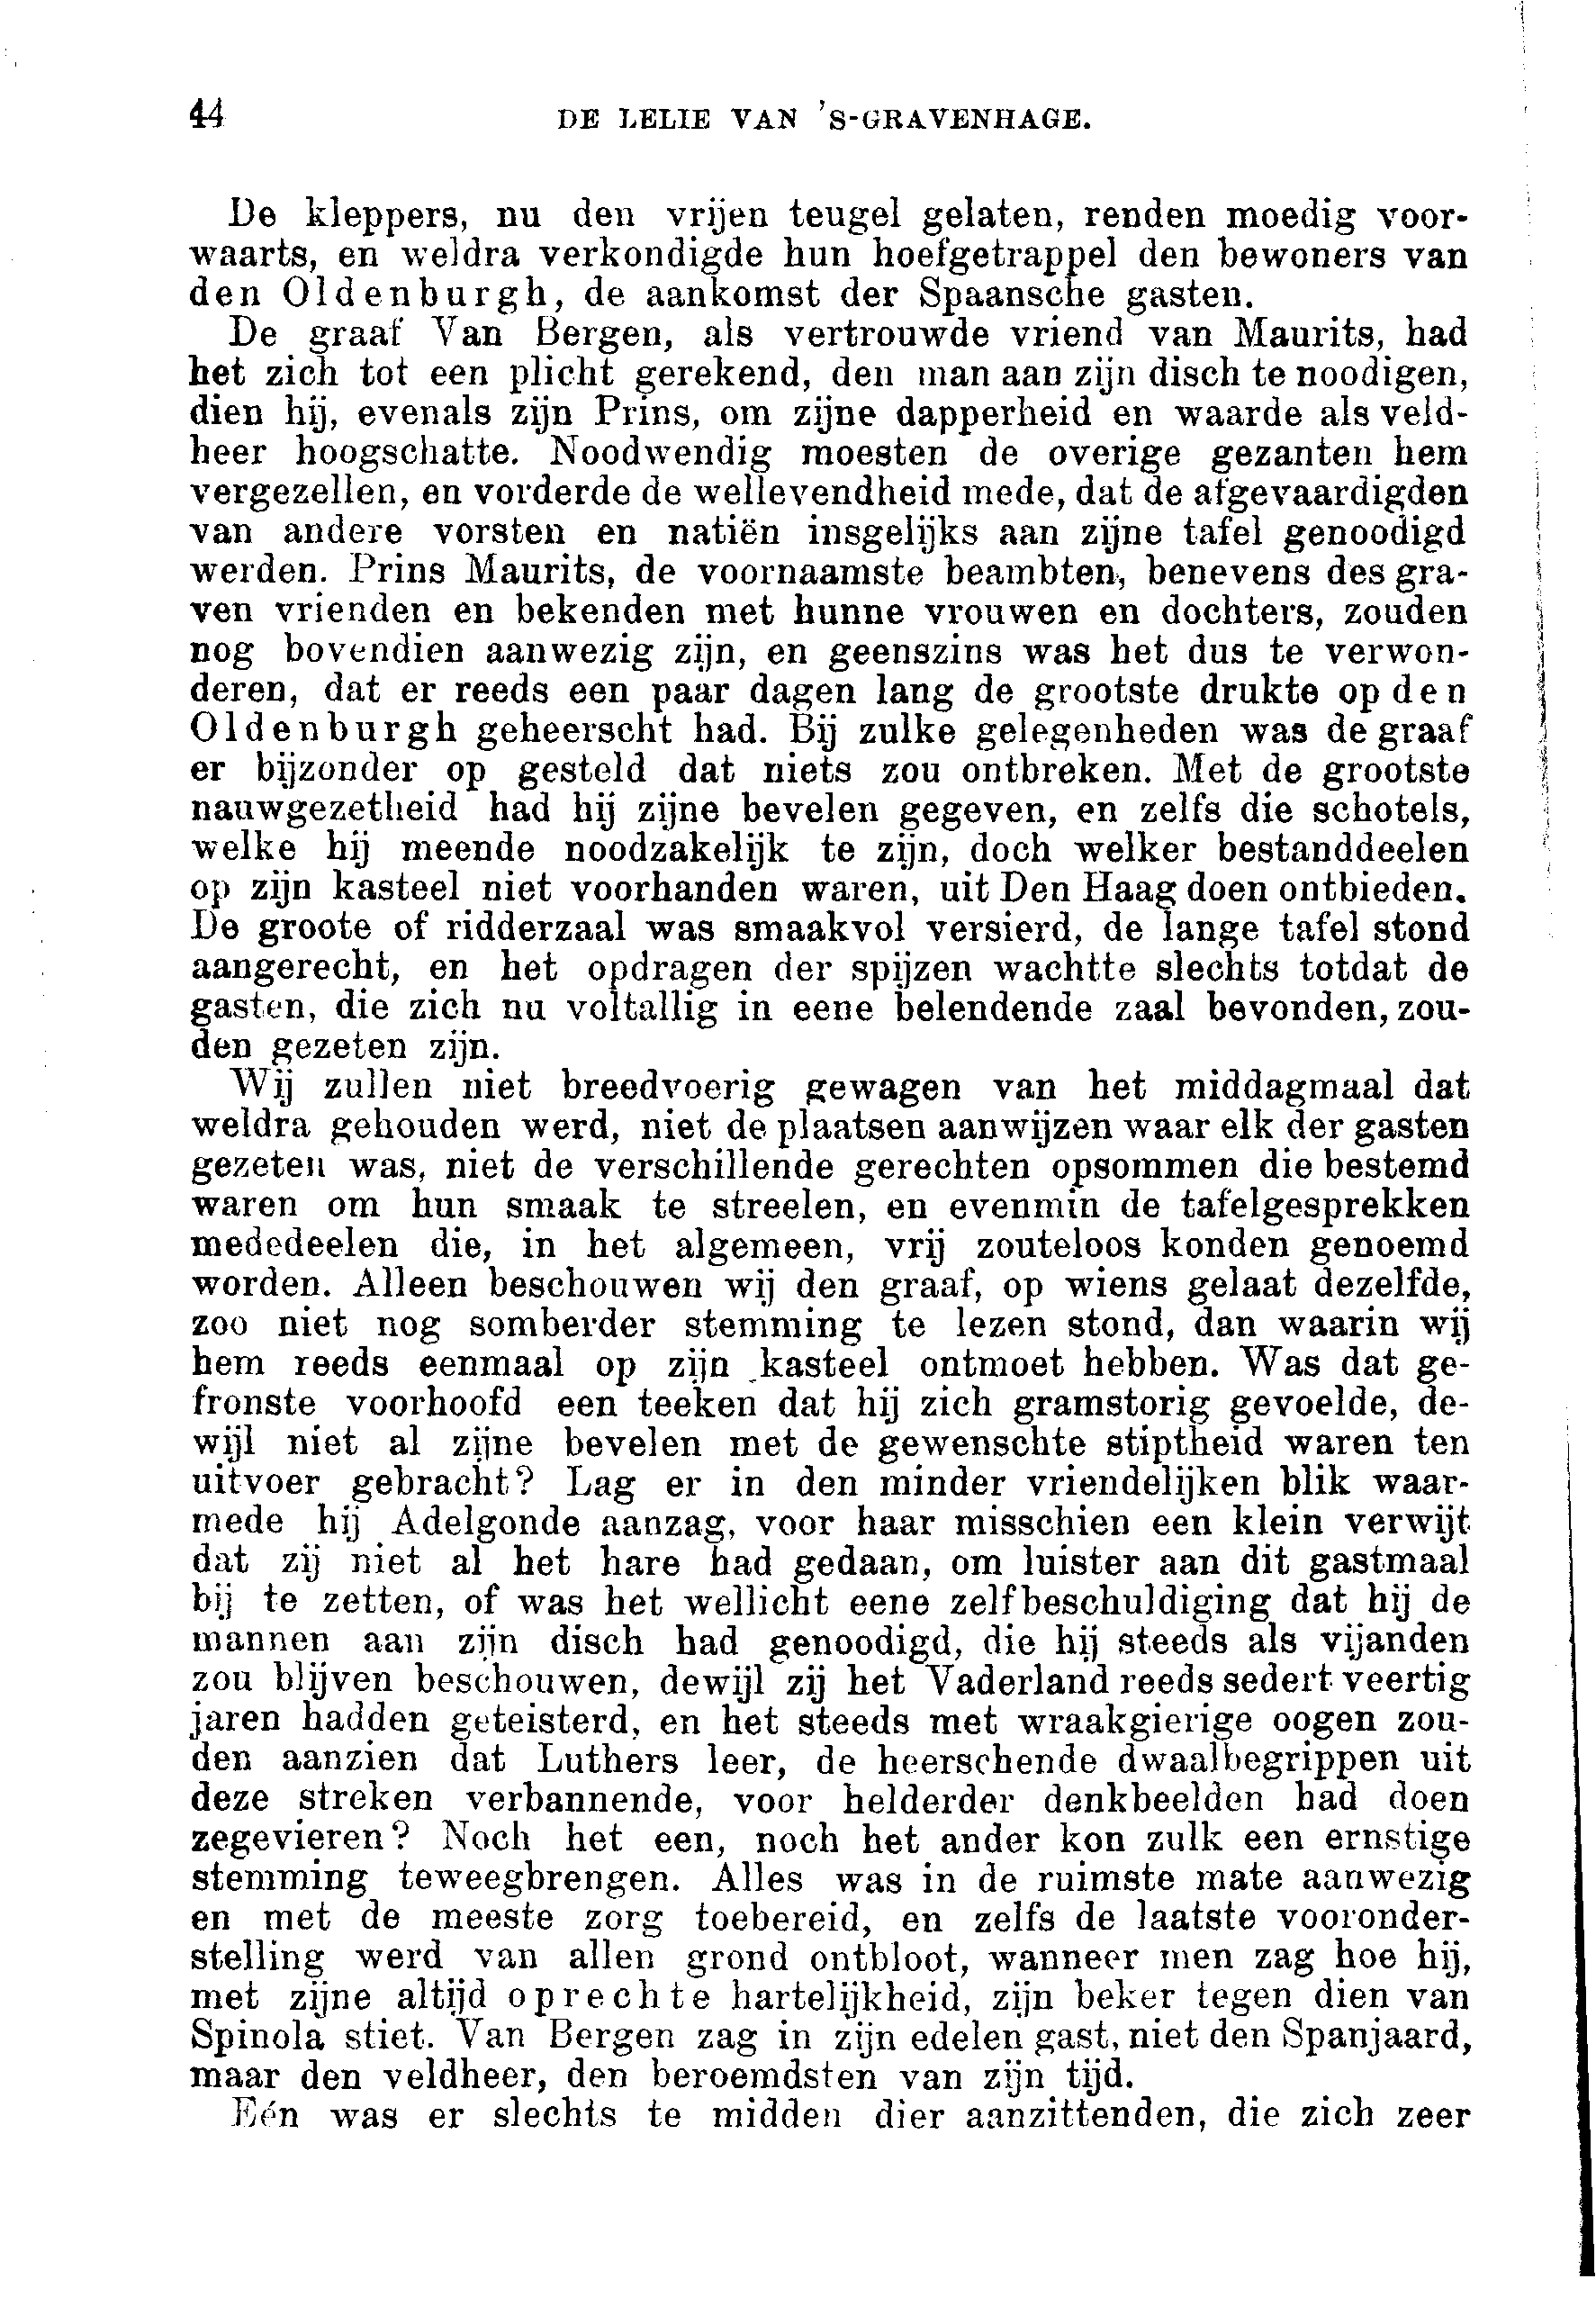 44 DE LELIE VAN 'S-GRAVENHAGE.
De kleppers, nu den vrijen teugel gelaten, renden moedig voor-
waarts, en weldra verkondigde hun hoefgetrappel den bewoners van
den Oldenburgh, de aankomst der Spaansche gasten.
De graaf Van Bergen, als vertrouwde vriend van Maurits, had
het zich tot een plicht gerekend, den man aan zijn disch te noodigen,
dien hij, evenals zijn Prins, om zijne dapperheid en waarde als veld-
heer hoogschatte. Noodwendig moesten de overige gezanten hem
vergezellen, en vorderde de wellevendheid mede, dat de afgevaardigden
van andere vorsten en natiën insgelijks aan zijne tafel genoodigd
werden. Prins Maurits, de voornaamste beambten, benevens des gra-
ven vrienden en bekenden met hunne vrouwen en dochters, zouden
nog bovendien aanwezig zijn, en geenszins was het dus te verwon-
deren, dat er reeds een paar dagen lang de grootste drukte op den
Oldenburgh geheerscht had. Bij zulke gelegenheden was de graaf
er bijzonder op gesteld dat niets zou ontbreken. Met de grootste
nauwgezetheid had hij zijne bevelen gegeven, en zelfs die schotels,
welke hij meende noodzakelijk te zijn, doch welker bestanddeelen
op zijn kasteel niet voorhanden waren, uit Den Haag doen ontbieden.
De groote of ridderzaal was smaakvol versierd, de lange tafel stond
aangerecht, en het opdragen der spijzen wachtte slechts totdat de
gasten, die zich nu voltallig in eene belendende zaal bevonden, zou-
den gezeten zijn.
Wij zullen niet breedvoerig gewagen van het middagmaal dat
weldra gehouden werd, niet de plaatsen aanwijzen waar elk der gasten
gezeten was, niet de verschillende gerechten opsommen die bestemd
waren om hun smaak te streelen, en evenmin de tafelgesprekken
mededeelen die, in het algemeen, vrij zouteloos konden genoemd
worden. Alleen beschouwen wij den graaf, op wiens gelaat dezelfde,
zoo niet nog somberder stemming te lezen stond, dan waarin wij
hem reeds eenmaal op zijn kasteel ontmoet hebben. Was dat ge-
fronste voorhoofd een teeken dat hij zich gramstorig gevoelde, de-
wijl niet al zijne bevelen met de gewenschte stiptheid waren ten
uitvoer gebracht? Lag er in den minder vriendelijken blik waar-
mede hij Adelgonde aanzag, voor haar misschien een klein verwijt
dat zij niet al het hare had gedaan, om luister aan dit gastmaal
bij te zetten, of was het wellicht eene zelfbeschuldiging dat hij de
mannen aan zijn disch had genoodigd, die hij steeds als vijanden
zou blijven beschouwen, dewijl zij het Vaderland reeds sedert veertig
jaren hadden geteisterd, en het steeds met wraakgierige oogen zou-
den aanzien dat Luthers leer, de heerschende dwaalbegrippen uit
deze streken verbannende, voor helderder denkbeelden had doen
zegevieren? Noch het een, noch het ander kon zulk een ernstige
stemming teweegbrengen. Alles was in de ruimste mate aanwezig
en met de meeste zorg toebereid, en zelfs de laatste vooronder-
stelling werd van allen grond ontbloot, wanneer men zag hoe hij,
met zijne altijd oprechte hartelijkheid, zijn beker tegen dien van
Spinola stiet. Van Bergen zag in zijn edelen gast, niet den Spanjaard,
maar den veldheer, den beroemdsten van zijn tijd.
Eén was er slechts te midden dier aanzittenden, die zich zeer